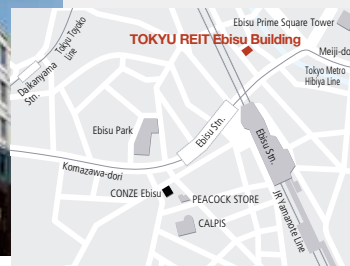 Ebisu Prime Square Tower
TOKYU REIT Ebisu Building
Meiji-do
Tokyu Toyoko
Line
Tokyo Metro
Hibiya Line
Daikanyama
Stn.
Ebisu Park
Ebisu Stn.
Ebisu Stn.
Komazawa-dori
CONZE Ebisu
PEACOCK STORE
CALPIS
JR Yamanote Line